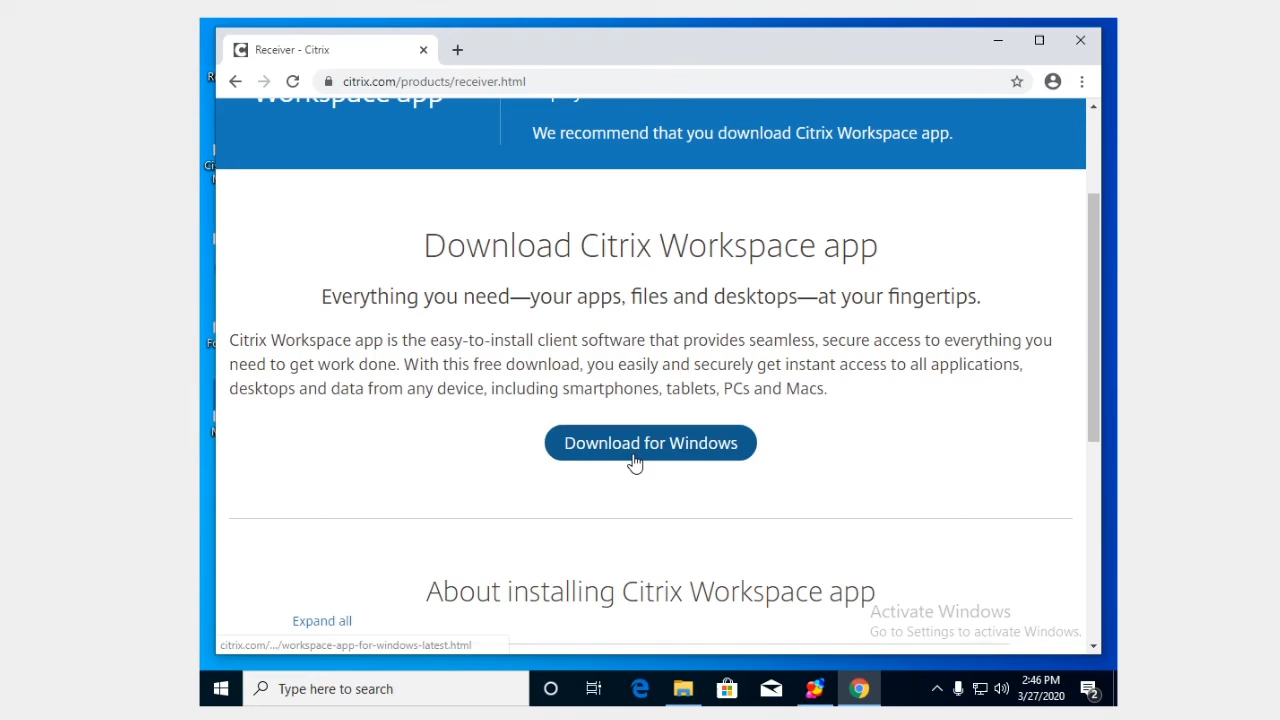 Receiver - Citrix
citrix.com/products/receiver.html
Workspace app
We recommend that you download Citrix Workspace app.
Download Citrix Workspace app
Everything you need—your apps, files and desktops—at your fingertips.
Citrix Workspace app is the easy-to-install client software that provides seamless, secure access to everything you
need to get work done. With this free download, you easily and securely get instant access to all applications,
desktops and data from any device, including smartphones, tablets, PCs and Macs.
Download for Windows
About installing Citrix Workspace app
Activate Windows
Expall all
Go to Settings to activate Windows.
citrix.com/.../workspace-app-for-windows-latest.html
Type here to search
2:46 PM
3/27/2020
2